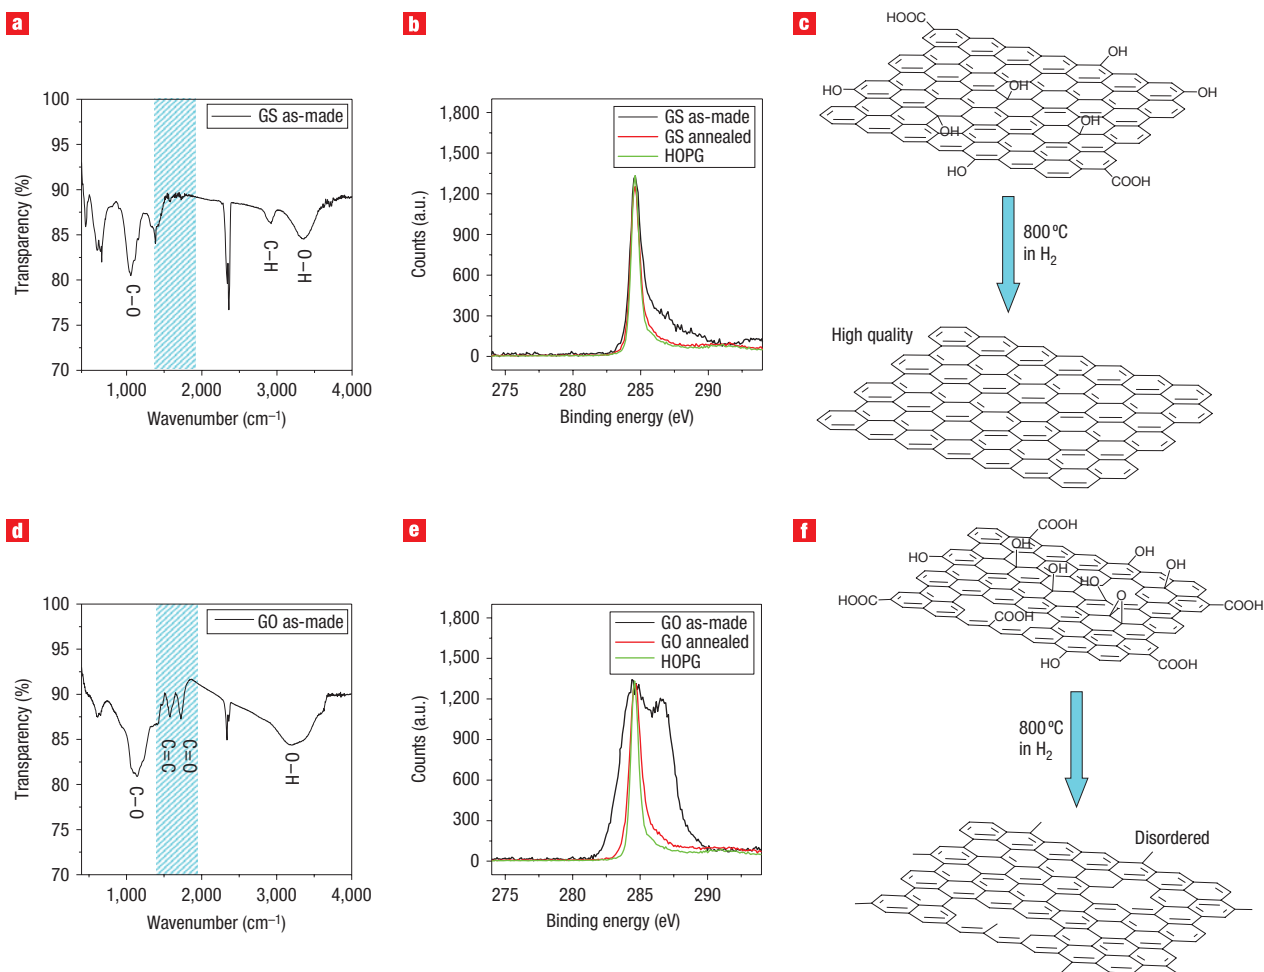 a
GS as-made
100
95
90
85
80
75
70
Transparency (%)
C–O
C–H
O–H
1,000
2,000
3,000
4,000
Wavenumber (cm⁻¹)
b
GS as-made
GS annealed
HOPG
1,800
1,500
1,200
900
600
300
0
Counts (a.u.)
275
280
285
290
Binding energy (eV)
c
HOOC
OH
HO
OH
OH
OH
OH
HO
COOH
800 ºC
in H₂
High quality
d
GO as-made
100
95
90
85
80
75
70
Transparency (%)
C–O
C=C
C=O
O–H
1,000
2,000
3,000
4,000
Wavenumber (cm⁻¹)
e
GO as-made
GO annealed
HOPG
1,800
1,500
1,200
900
600
300
0
Counts (a.u.)
275
280
285
290
Binding energy (eV)
f
COOH
OH
HO
OH
OH
OH
HO
O
HOOC
COOH
COOH
HO
COOH
800 ºC
in H₂
Disordered